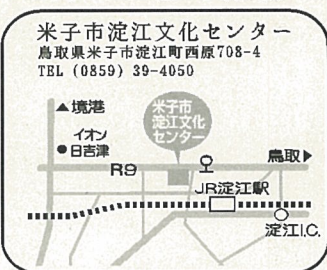 米子市淀江文化センター
鳥取県米子市淀江町西原708-4
TEL (0859) 39-4050
▲境港
米子市
淀江文化
センター
イオン
●日吉津
R9
鳥取▶
JR淀江駅
淀江I.C.